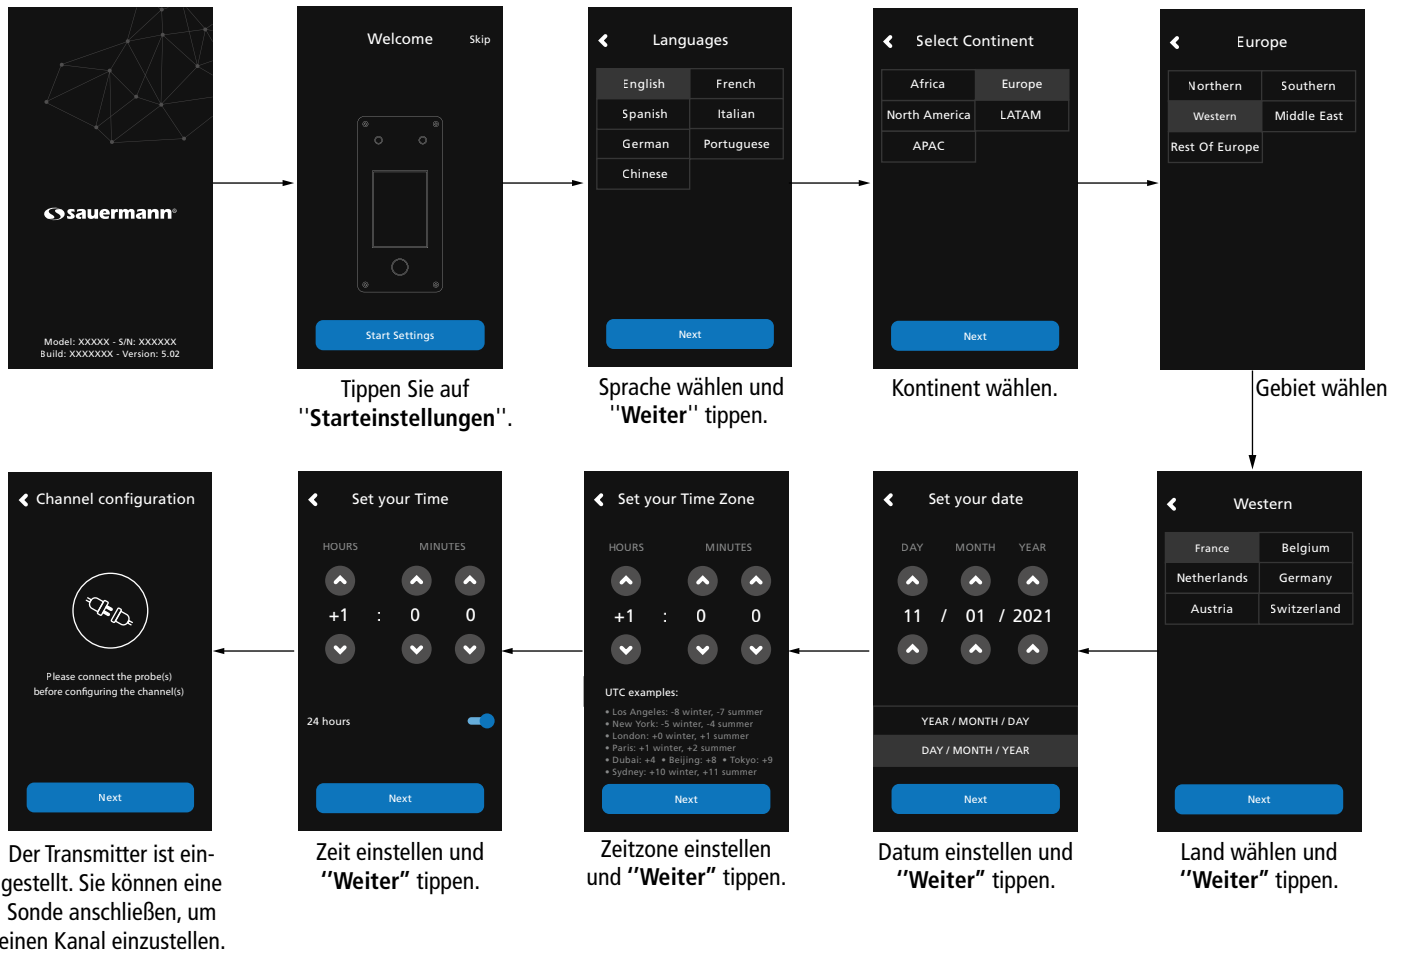 sauermann®
Model: XXXXX - S/N: XXXXXX
Build: XXXXXXX - Version: 5.02
Welcome Skip
Start Settings
Tippen Sie auf
"Starteinstellungen".
Languages
English French
Spanish Italian
German Portuguese
Chinese
Next
Sprache wählen und
"Weiter" tippen.
Select Continent
Africa Europe
North America LATAM
APAC
Next
Kontinent wählen.
Europe
Northern Southern
Western Middle East
Rest Of Europe
Gebiet wählen
Western
France Belgium
Netherlands Germany
Austria Switzerland
Next
Land wählen und
"Weiter" tippen.
Set your date
DAY MONTH YEAR
11 / 01 / 2021
YEAR / MONTH / DAY
DAY / MONTH / YEAR
Next
Datum einstellen und
"Weiter" tippen.
Set your Time Zone
HOURS MINUTES
+1 : 0 0
UTC examples:
• Los Angeles: -8 winter, -7 summer
• New York: -5 winter, -4 summer
• London: +0 winter, +1 summer
• Paris: +1 winter, +2 summer
• Dubai: +4 • Beijing: +8 • Tokyo: +9
• Sydney: +10 winter, +11 summer
Next
Zeitzone einstellen
und "Weiter" tippen.
Set your Time
HOURS MINUTES
+1 : 0 0
24 hours
Next
Zeit einstellen und
"Weiter" tippen.
Channel configuration
Please connect the probe(s)
before configuring the channel(s)
Next
Der Transmitter ist ein-
gestellt. Sie können eine
Sonde anschließen, um
einen Kanal einzustellen.